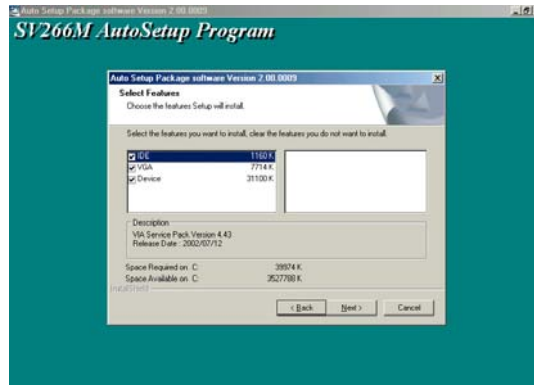 Auto Setup Package software Version 2.00.0009
SV266M AutoSetup Program
Auto Setup Package software Version 2.00.0009
Select Features
Choose the features Setup will install.
Select the features you want to install, clear the features you do not want to install.
IDE 1160 K
VGA 7714 K
Device 31100 K
Description
VIA Service Pack Version 4.43
Release Date : 2002/07/12
Space Required on C: 39974 K
Space Available on C: 3527788 K
InstallShield
< Back Next > Cancel